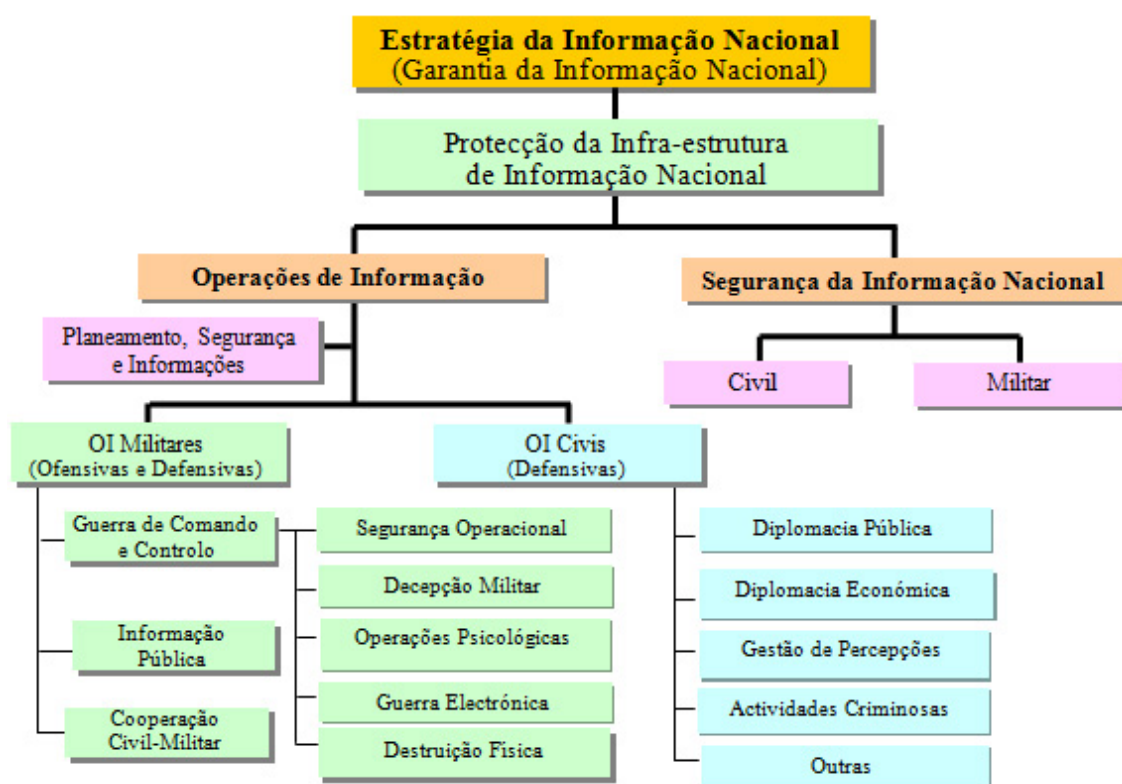 Estratégia da Informação Nacional
(Garantia da Informação Nacional)
Protecção da Infra-estrutura
de Informação Nacional
Operações de Informação
Segurança da Informação Nacional
Planeamento, Segurança
e Informações
Civil
Militar
OI Militares
(Ofensivas e Defensivas)
OI Civis
(Defensivas)
Guerra de Comando
e Controlo
Informação
Pública
Cooperação
Civil-Militar
Segurança Operacional
Decepção Militar
Operações Psicológicas
Guerra Electrónica
Destruição Física
Diplomacia Pública
Diplomacia Económica
Gestão de Percepções
Actividades Criminosas
Outras